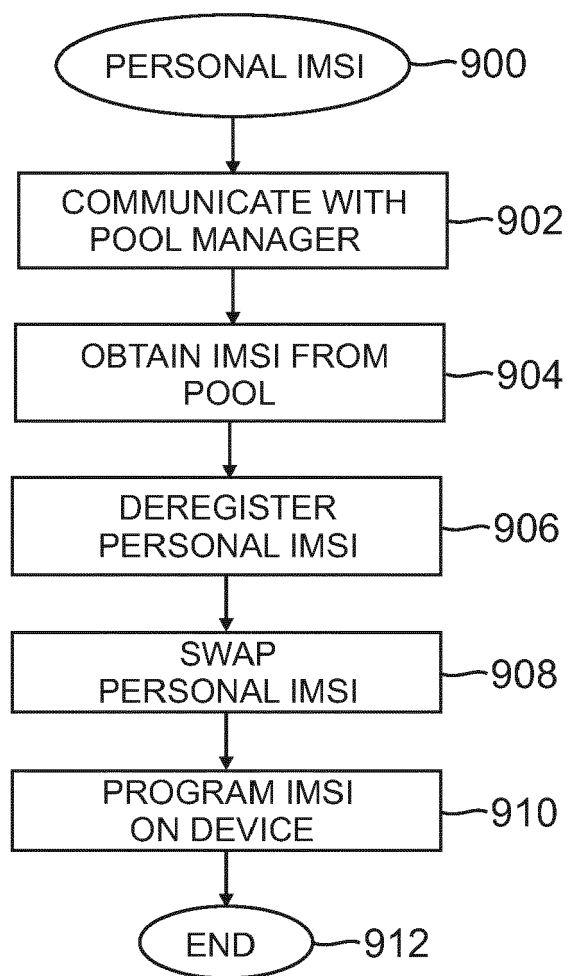 PERSONAL IMSI 900
COMMUNICATE WITH
POOL MANAGER 902
OBTAIN IMSI FROM
POOL 904
DEREGISTER
PERSONAL IMSI 906
SWAP
PERSONAL IMSI 908
PROGRAM IMSI
ON DEVICE 910
END 912